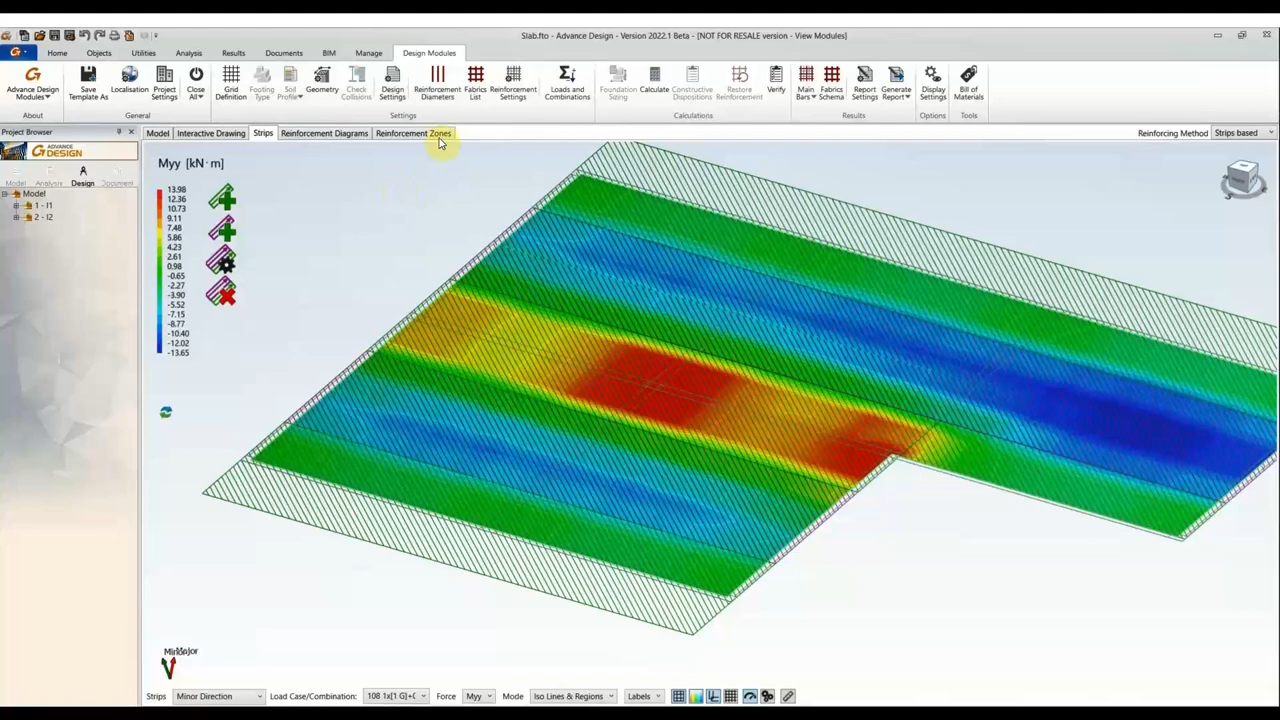 Slab.fto - Advance Design - Version 2022.1 Beta - [NOT FOR RESALE version - View Modules]
Home Objects Utilities Analysis Results Documents BIM Manage Design Modules
Advance Design Modules
Save Template As
Localisation
Project Settings
Close All
Grid Definition
Footing Type
Soil Profile
Geometry
Check Collisions
Design Settings
Reinforcement Diameters
Fabrics List
Reinforcement Settings
Loads and Combinations
Foundation Sizing
Calculate
Constructive Dispositions
Restore Reinforcement
Verify
Main Bars
Fabrics Schema
Report Settings
Generate Report
Display Settings
Bill of Materials
About General Settings Calculations Results Options Tools
Project Browser
Model Interactive Drawing Strips Reinforcement Diagrams Reinforcement Zones
Reinforcing Method Strips based
ADVANCE
DESIGN
Model Analysis Design Document
Model
1 - I1
2 - I2
Myy [kN·m]
13.98
12.36
10.73
9.11
7.48
5.86
4.23
2.61
0.98
-0.65
-2.27
-3.90
-5.52
-7.15
-8.77
-10.40
-12.02
-13.65
Strips Minor Direction Load Case/Combination: 108 1x[1 G]+( Force Myy Mode Iso Lines & Regions Labels